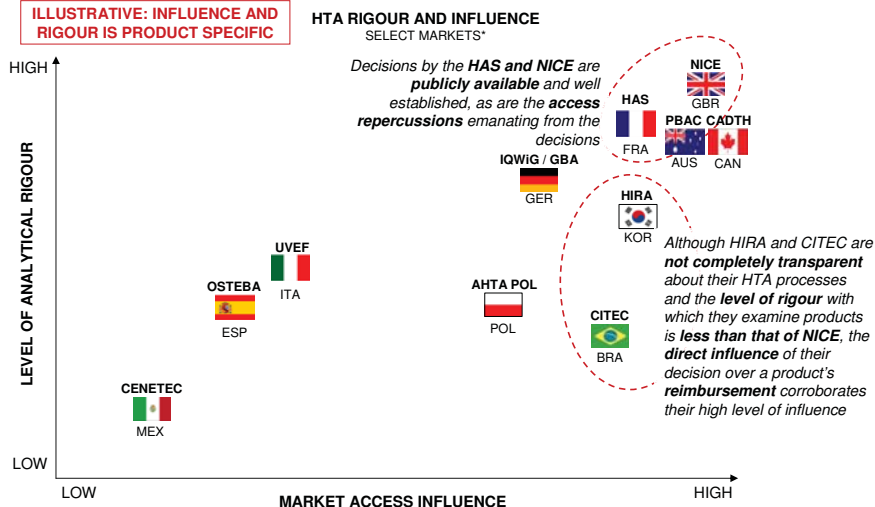 ILLUSTRATIVE: INFLUENCE AND
RIGOUR IS PRODUCT SPECIFIC
HTA RIGOUR AND INFLUENCE
SELECT MARKETS*
HIGH
Decisions by the HAS and NICE are
publicly available and well
established, as are the access
repercussions emanating from the
decisions
NICE
GBR
HAS
FRA
PBAC CADTH
AUS CAN
IQWiG / GBA
GER
HIRA
KOR
Although HIRA and CITEC are
not completely transparent
about their HTA processes
and the level of rigour with
which they examine products
is less than that of NICE, the
direct influence of their
decision over a product's
reimbursement corroborates
their high level of influence
UVEF
ITA
OSTEBA
ESP
AHTA POL
POL
CITEC
BRA
CENETEC
MEX
LEVEL OF ANALYTICAL RIGOUR
LOW
LOW
MARKET ACCESS INFLUENCE
HIGH